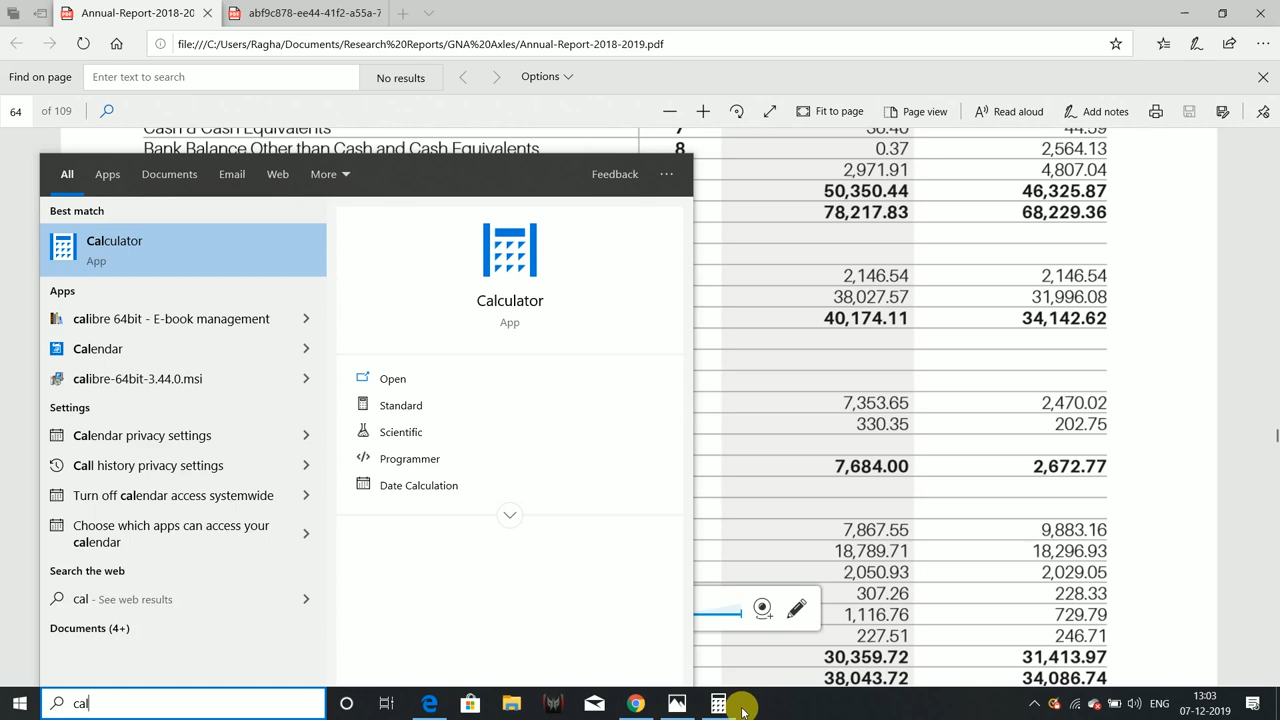 Annual-Report-2018-20
abf9c878-ee44-41f2-a55a-7
file:///C:/Users/Ragha/Documents/Research%20Reports/GNA%20Axles/Annual-Report-2018-2019.pdf
Find on page
Enter text to search
No results
Options
64 of 109
Fit to page
Page view
Read aloud
Add notes
Cash & Cash Equivalents 7 36.40 44.59
Bank Balance Other than Cash and Cash Equivalents 8 0.37 2,564.13
2,971.91 4,807.04
50,350.44 46,325.87
78,217.83 68,229.36
2,146.54 2,146.54
38,027.57 31,996.08
40,174.11 34,142.62
7,353.65 2,470.02
330.35 202.75
7,684.00 2,672.77
7,867.55 9,883.16
18,789.71 18,296.93
2,050.93 2,029.05
307.26 228.33
1,116.76 729.79
227.51 246.71
30,359.72 31,413.97
38,043.72 34,086.74
All Apps Documents Email Web More Feedback
Best match
Calculator
App
Apps
calibre 64bit - E-book management
Calendar
calibre-64bit-3.44.0.msi
Settings
Calendar privacy settings
Call history privacy settings
Turn off calendar access systemwide
Choose which apps can access your
calendar
Search the web
cal - See web results
Documents (4+)
Calculator
App
Open
Standard
Scientific
Programmer
Date Calculation
cal
ENG
13:03
07-12-2019